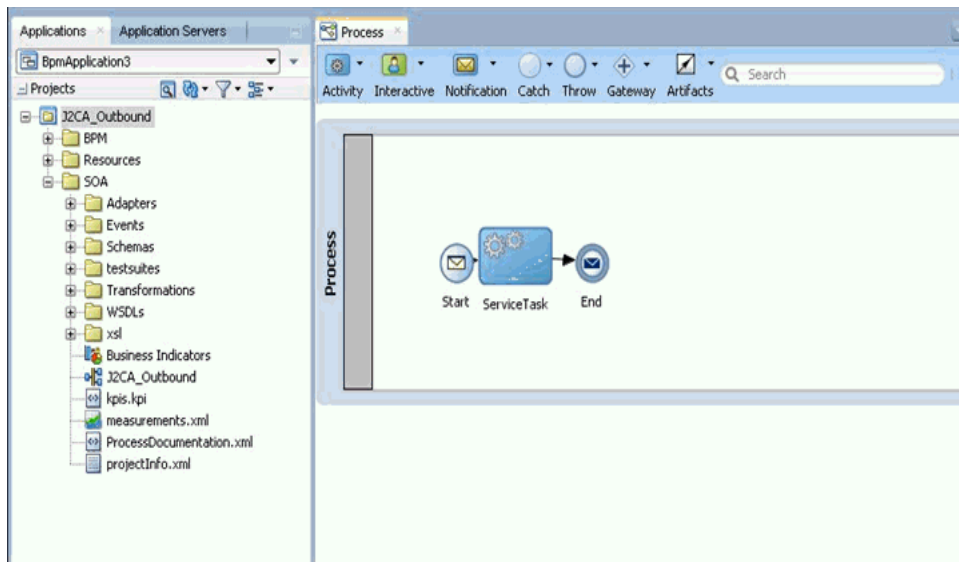 Applications
Application Servers
BpmApplication3
Projects
J2CA_Outbound
BPM
Resources
SOA
Adapters
Events
Schemas
testsuites
Transformations
WSDLs
xsl
Business Indicators
J2CA_Outbound
kpis.kpi
measurements.xml
ProcessDocumentation.xml
projectInfo.xml
Process
Activity Interactive Notification Catch Throw Gateway Artifacts
Search
Process
Start ServiceTask End